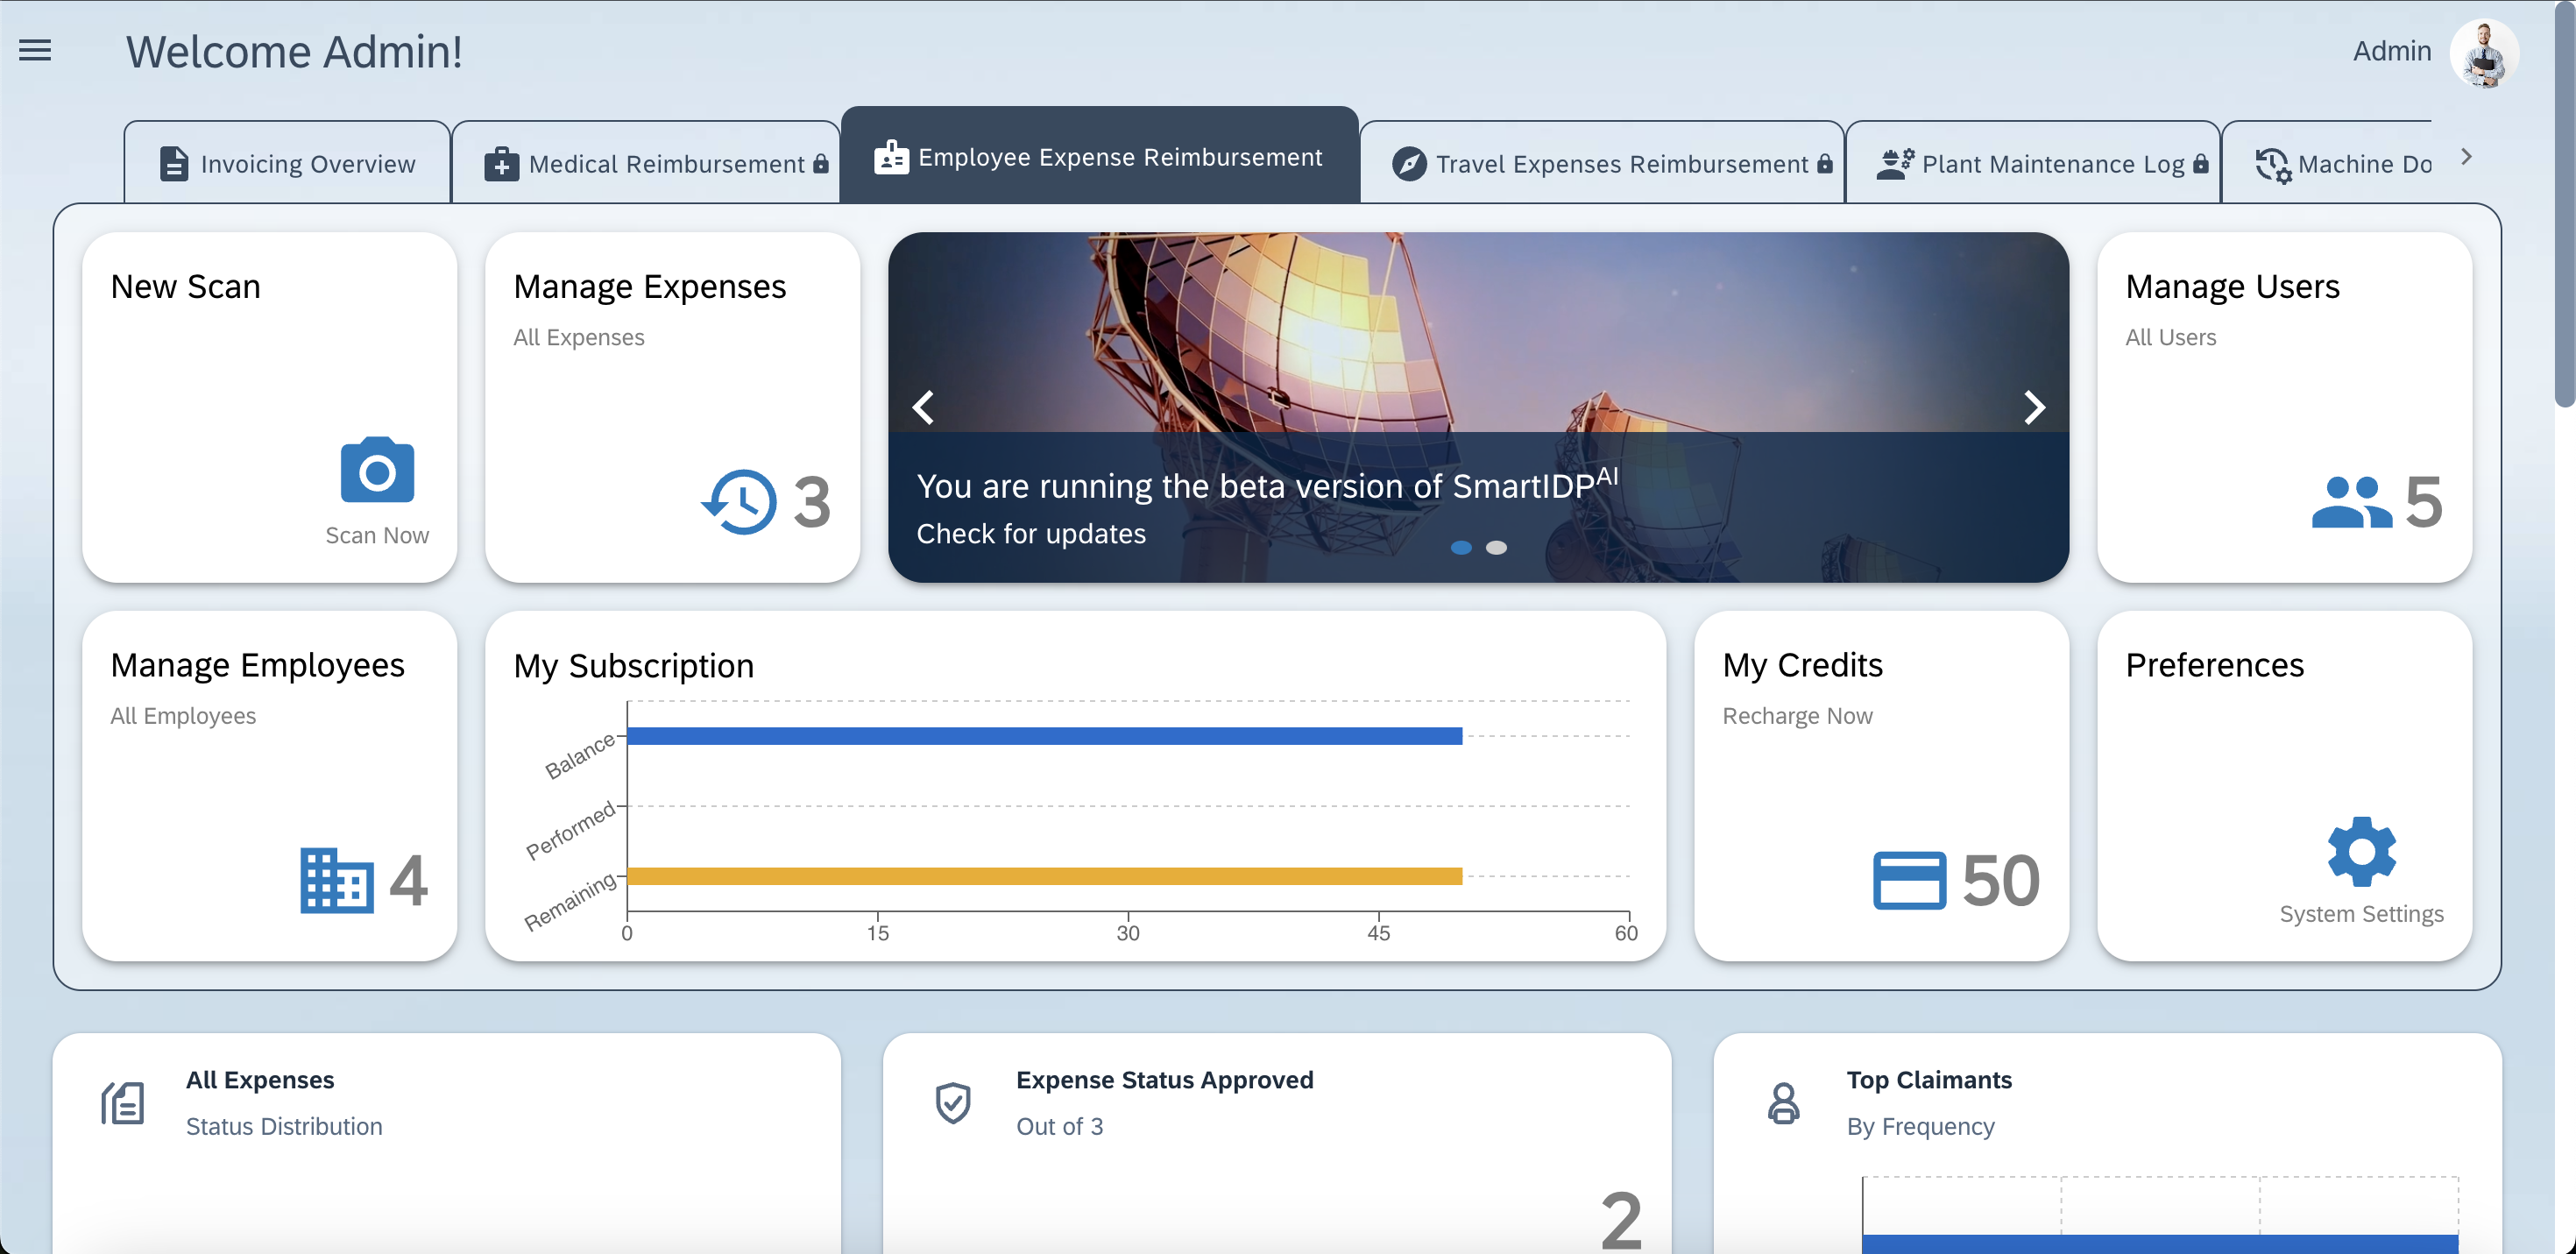 Welcome Admin!
Admin
Invoicing Overview
Medical Reimbursement
Employee Expense Reimbursement
Travel Expenses Reimbursement
Plant Maintenance Log
Machine Do
New Scan
Scan Now
Manage Expenses
All Expenses
3
You are running the beta version of SmartIDPAI
Check for updates
Manage Users
All Users
5
Manage Employees
All Employees
4
My Subscription
Balance
Performed
Remaining
0 15 30 45 60
My Credits
Recharge Now
50
Preferences
System Settings
All Expenses
Status Distribution
Expense Status Approved
Out of 3
2
Top Claimants
By Frequency